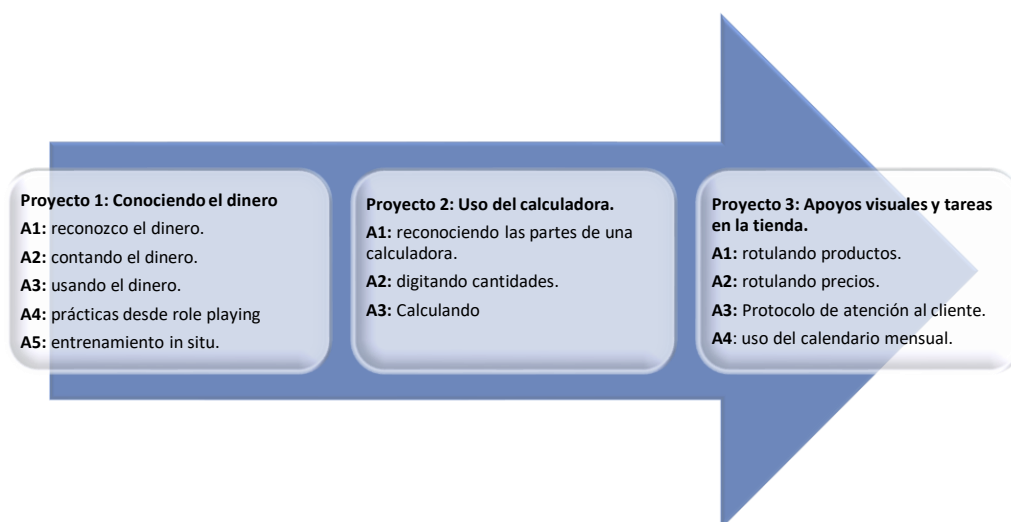 Proyecto 1: Conociendo el dinero
A1: reconozco el dinero.
A2: contando el dinero.
A3: usando el dinero.
A4: prácticas desde role playing
A5: entrenamiento in situ.
Proyecto 2: Uso del calculadora.
A1: reconociendo las partes de una
calculadora.
A2: digitando cantidades.
A3: Calculando
Proyecto 3: Apoyos visuales y tareas
en la tienda.
A1: rotulando productos.
A2: rotulando precios.
A3: Protocolo de atención al cliente.
A4: uso del calendario mensual.